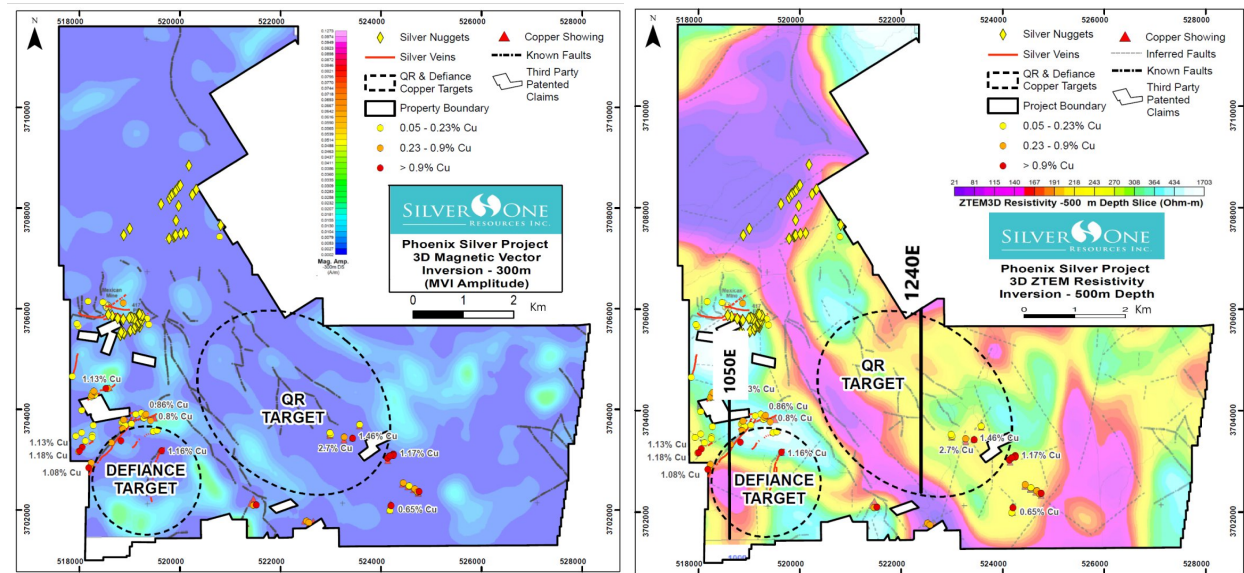 518000 520000 522000 524000 526000 528000
N
Silver Nuggets
Silver Veins
QR & Defiance
Copper Targets
Property Boundary
0.05 - 0.23% Cu
0.23 - 0.9% Cu
> 0.9% Cu
Copper Showing
Known Faults
Third Party
Patented
Claims
Mag. Amp.
-300m DS
(A/m)
SILVER ONE
RESOURCES INC.
Phoenix Silver Project
3D Magnetic Vector
Inversion - 300m
(MVI Amplitude)
0 1 2
Km
3710000
3708000
3706000
3704000
3702000
Mexican
Mine
417
1.13% Cu
0.86% Cu
0.8% Cu
1.13% Cu
1.18% Cu
1.08% Cu
1.16% Cu
DEFIANCE
TARGET
QR
TARGET
1.46% Cu
2.7% Cu
1.17% Cu
0.65% Cu
518000 520000 522000 524000 526000 528000
N
Silver Nuggets
Silver Veins
QR & Defiance
Copper Targets
Project Boundary
0.05 - 0.23% Cu
0.23 - 0.9% Cu
> 0.9% Cu
Copper Showing
Inferred Faults
Known Faults
Third Party
Patented
Claims
21 81 115 140 167 191 218 243 270 308 364 434 1703
ZTEM3D Resistivity -500 m Depth Slice (Ohm-m)
SILVER ONE
RESOURCES INC.
Phoenix Silver Project
3D ZTEM Resistivity
Inversion - 500m Depth
0 1 2
Km
3710000
3708000
3706000
3704000
3702000
Mexican
Mine
417
1240E
1050E
3% Cu
0.86% Cu
0.8% Cu
1.13% Cu
1.18% Cu
1.08% Cu
1.16% Cu
DEFIANCE
TARGET
QR
TARGET
1.46% Cu
2.7% Cu
1.17% Cu
0.65% Cu